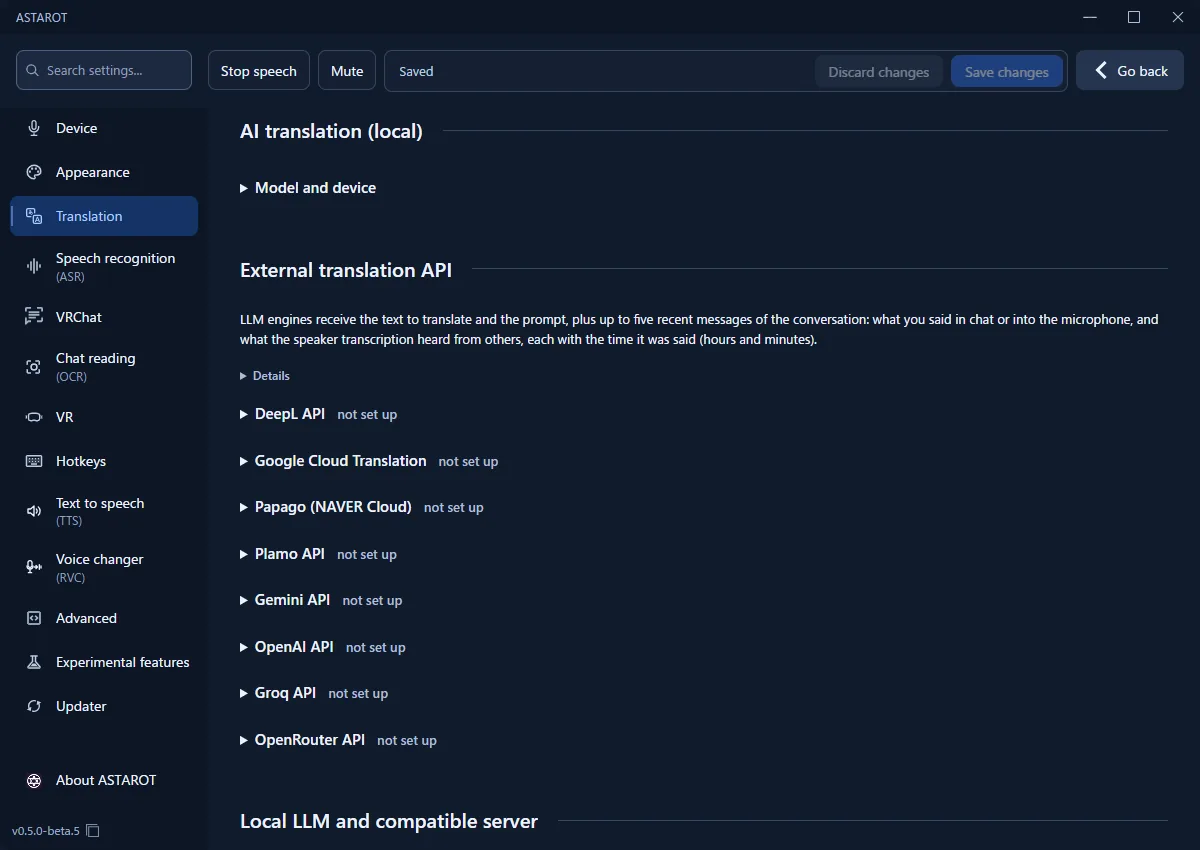 ASTAROT
Search settings...
Stop speech
Mute
Saved
Discard changes
Save changes
Go back
Device
Appearance
Translation
Speech recognition
(ASR)
VRChat
Chat reading
(OCR)
VR
Hotkeys
Text to speech
(TTS)
Voice changer
(RVC)
Advanced
Experimental features
Updater
About ASTAROT
v0.5.0-beta.5
AI translation (local)
Model and device
External translation API
LLM engines receive the text to translate and the prompt, plus up to five recent messages of the conversation: what you said in chat or into the microphone, and
what the speaker transcription heard from others, each with the time it was said (hours and minutes).
Details
DeepL API not set up
Google Cloud Translation not set up
Papago (NAVER Cloud) not set up
Plamo API not set up
Gemini API not set up
OpenAI API not set up
Groq API not set up
OpenRouter API not set up
Local LLM and compatible server